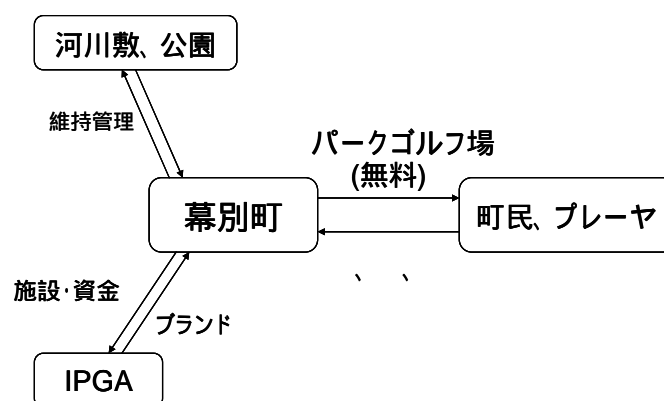 河川敷、公園
維持管理
パークゴルフ場
(無料)
幕別町
町民、プレーヤ
、 、
施設・資金
ブランド
IPGA